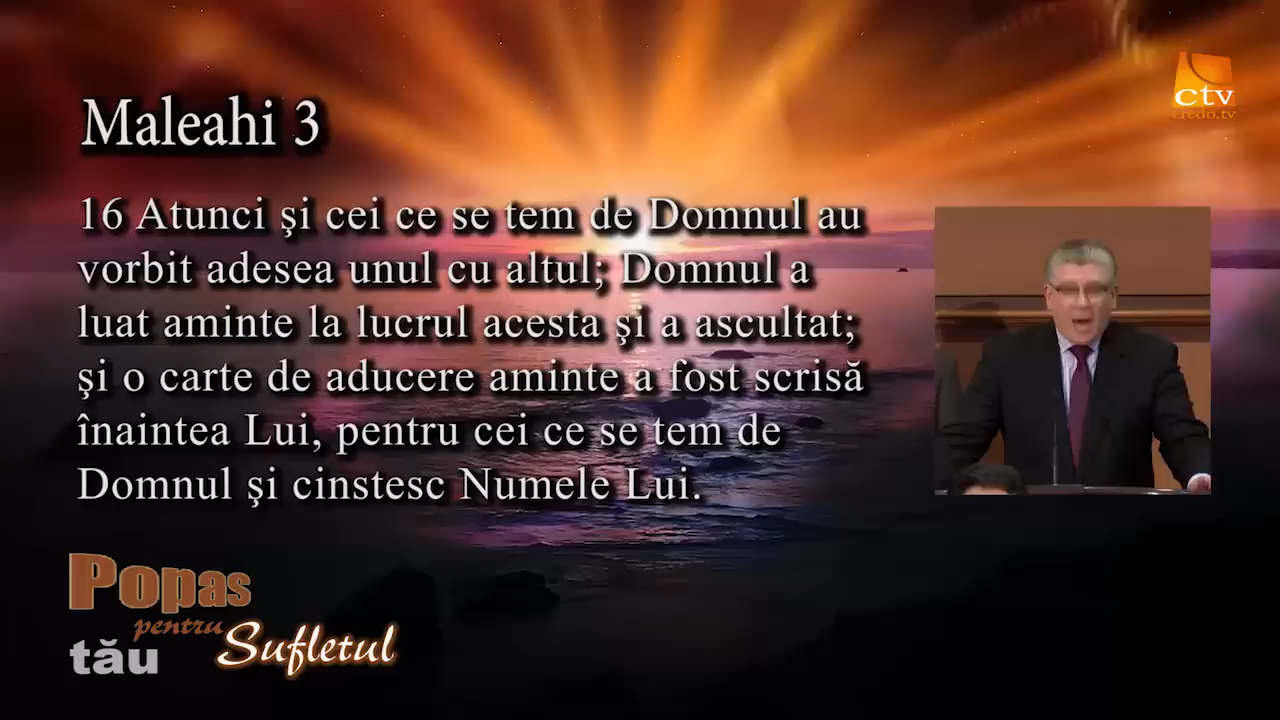 Maleahi 3
16 Atunci şi cei ce se tem de Domnul au
vorbit adesea unul cu altul; Domnul a
luat aminte la lucrul acesta şi a ascultat;
şi o carte de aducere aminte a fost scrisă
înaintea Lui, pentru cei ce se tem de
Domnul şi cinstesc Numele Lui.
Popas
pentru Sufletul
tău
ctv
credo.tv